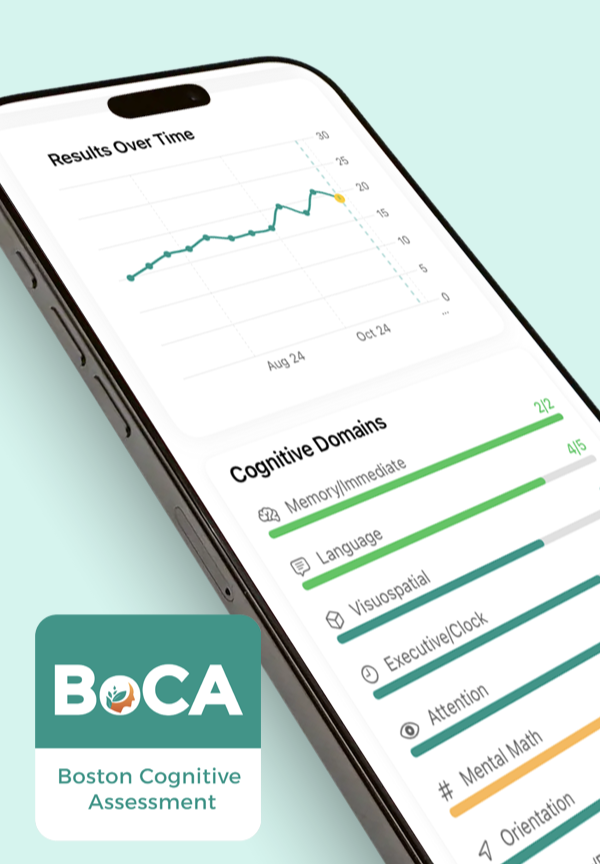 Results Over Time
30
25
20
15
10
5
0
...
Aug 24
Oct 24
Cognitive Domains
Memory/Immediate
2/2
Language
4/5
Visuospatial
Executive/Clock
Attention
# Mental Math
Orientation
BoCA
Boston Cognitive
Assessment